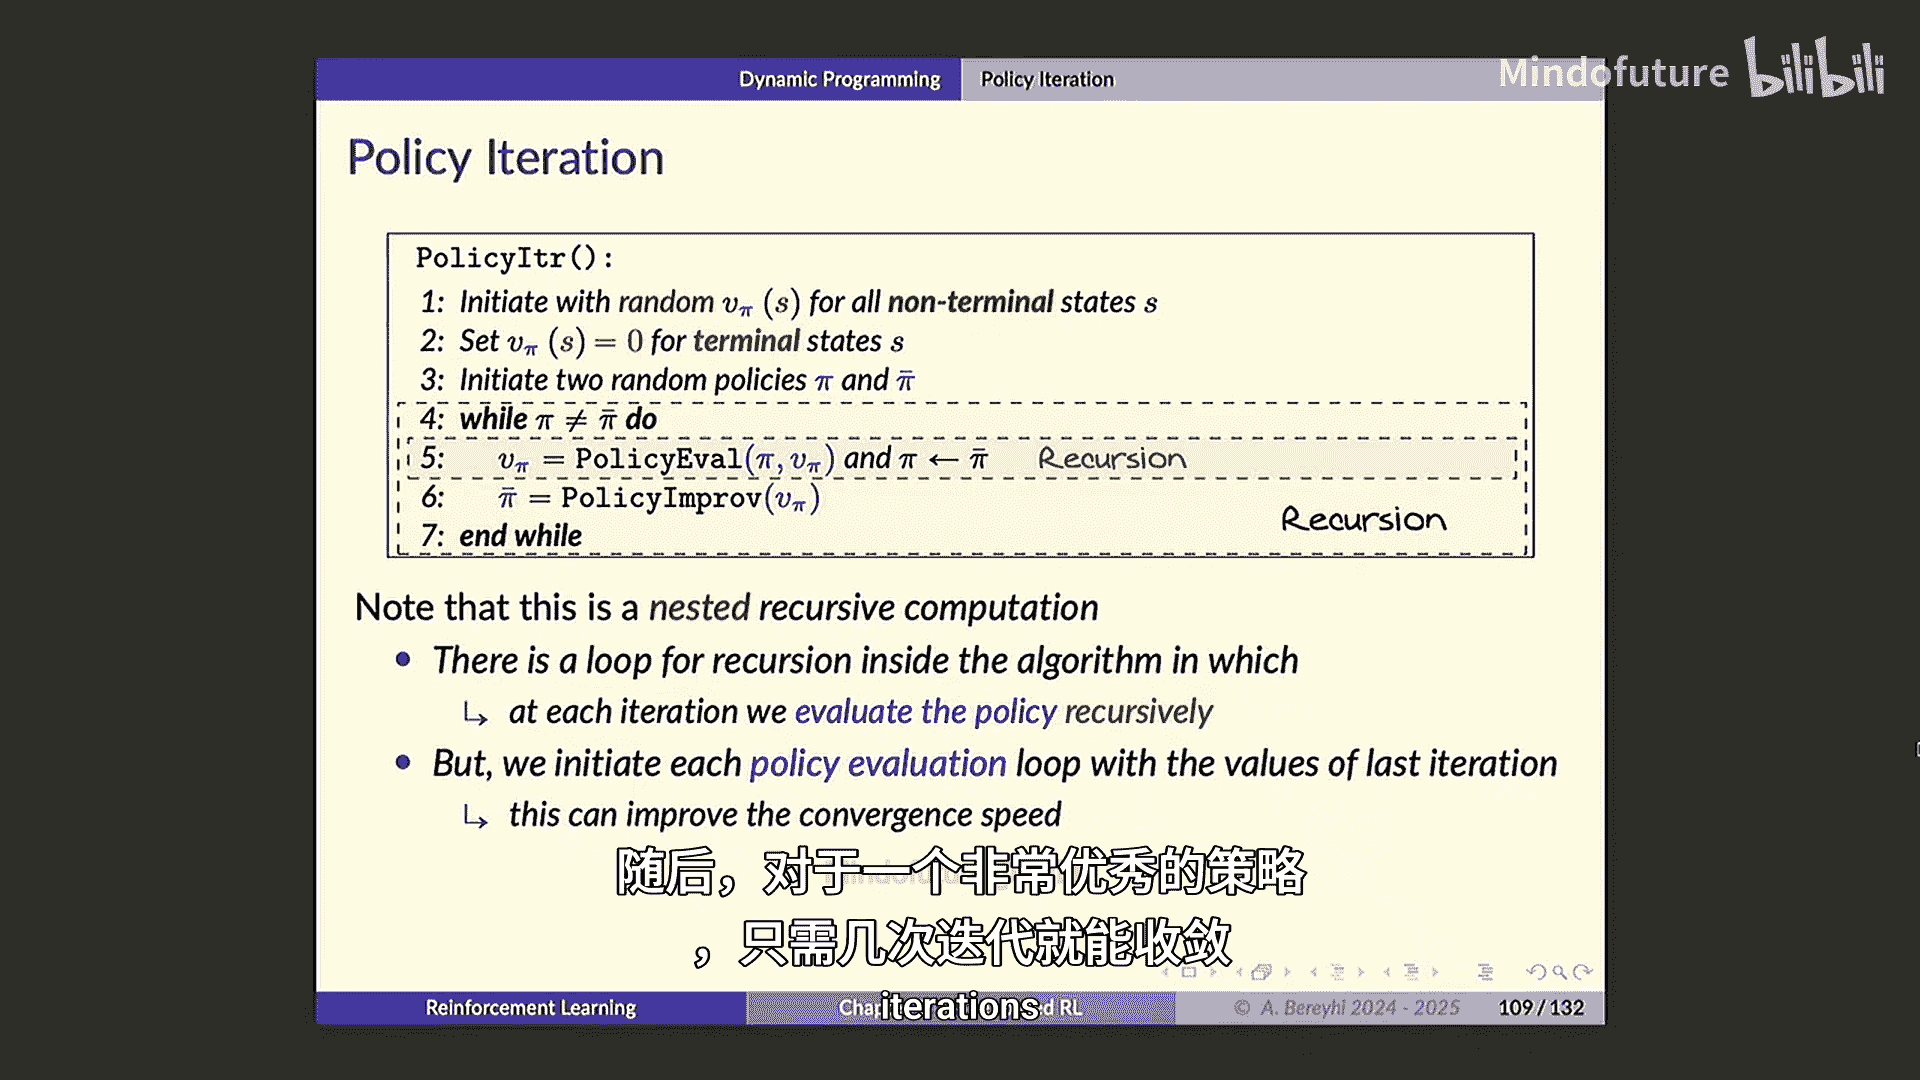 Mindofuture bilibili
Dynamic Programming Policy Iteration
Policy Iteration
PolicyItr():
1: Initiate with random v_π (s) for all non-terminal states s
2: Set v_π (s) = 0 for terminal states s
3: Initiate two random policies π and π̄
4: while π ≠ π̄ do
5: v_π = PolicyEval(π, v_π) and π ← π̄ Recursion
6: π̄ = PolicyImprov(v_π)
Recursion
7: end while
Note that this is a nested recursive computation
• There is a loop for recursion inside the algorithm in which
↳ at each iteration we evaluate the policy recursively
• But, we initiate each policy evaluation loop with the values of last iteration
↳ this can improve the convergence speed
随后，对于一个非常优秀的策略
，只需几次迭代就能收敛
iterations
Reinforcement Learning
© A. Bereyhi 2024 - 2025 109 / 132